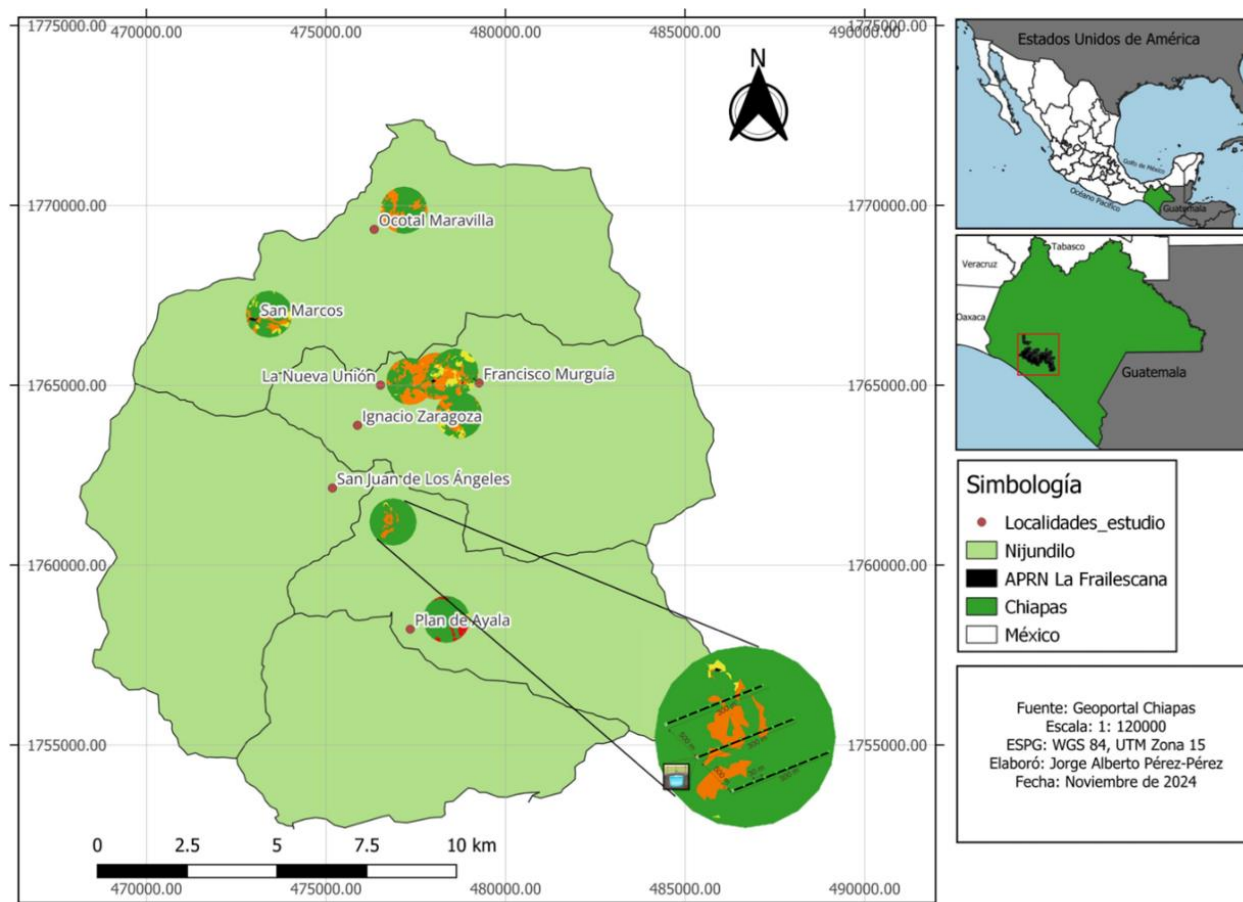 1775000.00
470000.00
475000.00
480000.00
485000.00
490000.00
1775000.00
N
1770000.00
1770000.00
Ocotal Maravilla
San Marcos
1765000.00
1765000.00
La Nueva Unión
Francisco Murguía
Ignacio Zaragoza
San Juan de Los Ángeles
1760000.00
1760000.00
Plan de Ayala
1755000.00
1755000.00
300 m
500 m
300 m
500 m
300 m
0
2.5
5
7.5
10 km
470000.00
475000.00
480000.00
485000.00
490000.00
Estados Unidos de América
Golfo de México
Océano Pacífico
Guatemala
Tabasco
Veracruz
Oaxaca
Guatemala
Simbología
Localidades_estudio
Nijundilo
APRN La Frailescana
Chiapas
México
Fuente: Geoportal Chiapas
Escala: 1: 120000
ESPG: WGS 84, UTM Zona 15
Elaboró: Jorge Alberto Pérez-Pérez
Fecha: Noviembre de 2024